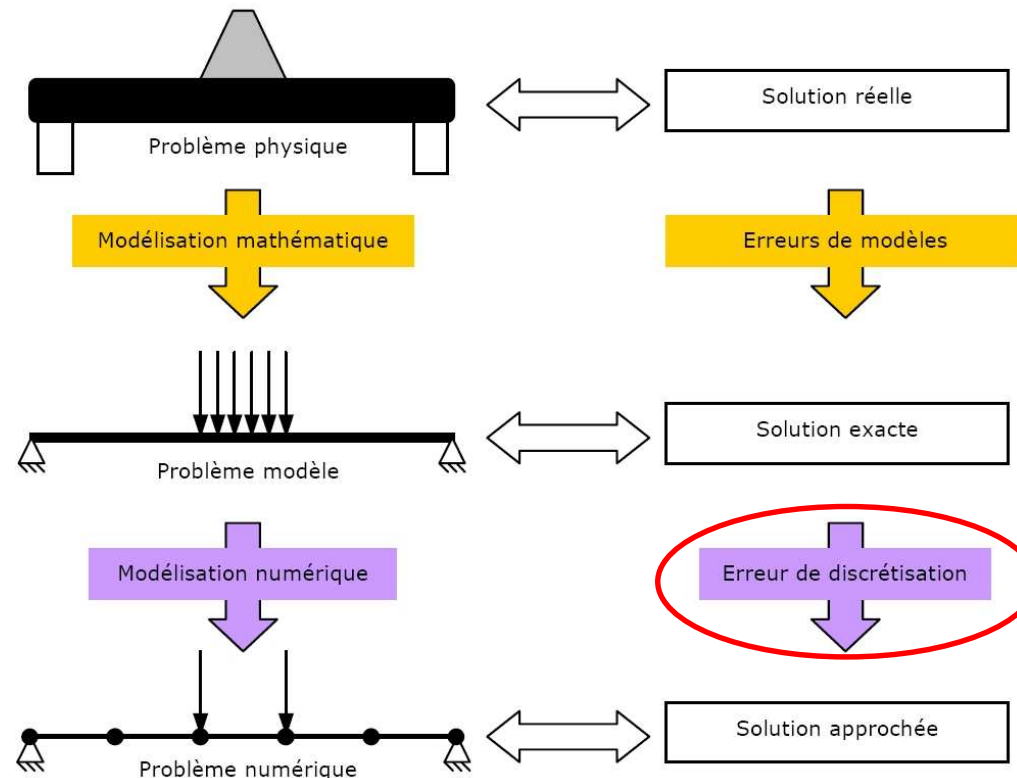 Solution réelle
Problème physique
Modélisation mathématique
Erreurs de modèles
Solution exacte
Problème modèle
Modélisation numérique
Erreur de discrétisation
Solution approchée
Problème numérique